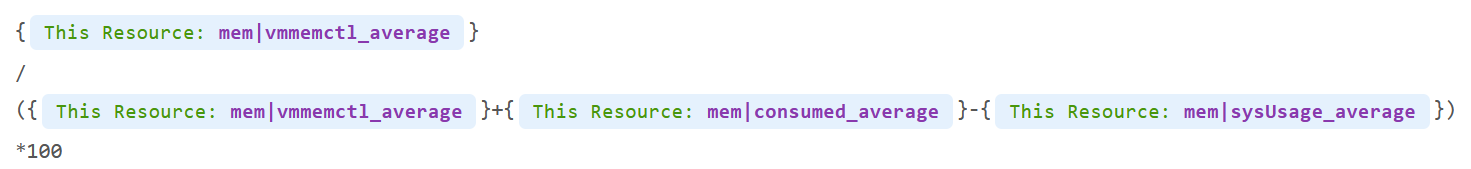 { This Resource: mem|vmmemctl_average }
/
({ This Resource: mem|vmmemctl_average }+{ This Resource: mem|consumed_average }-{ This Resource: mem|sysUsage_average })
*100